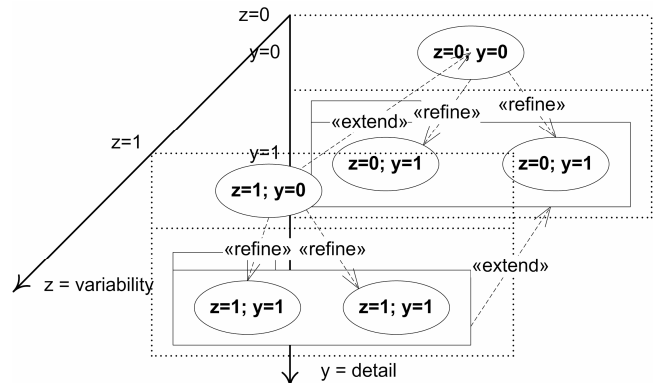 z=0
y=0
z=0; y=0
«extend»
«refine»
«refine»
z=1
y=1
z=0; y=1
z=0; y=1
z=1; y=0
«refine»
«refine»
«extend»
z = variability
z=1; y=1
z=1; y=1
y = detail